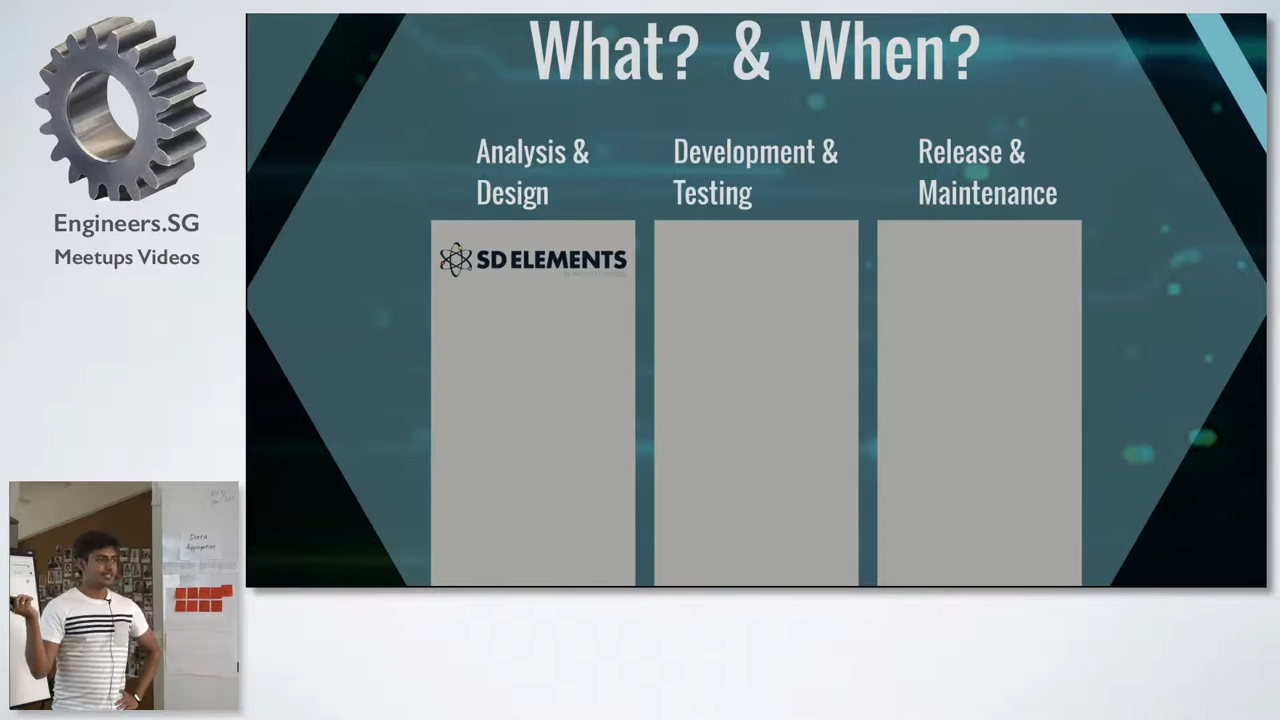 What? & When?
Analysis &
Design
Development &
Testing
Release &
Maintenance
SD ELEMENTS
Engineers.SG
Meetups Videos
Data
Aggregation